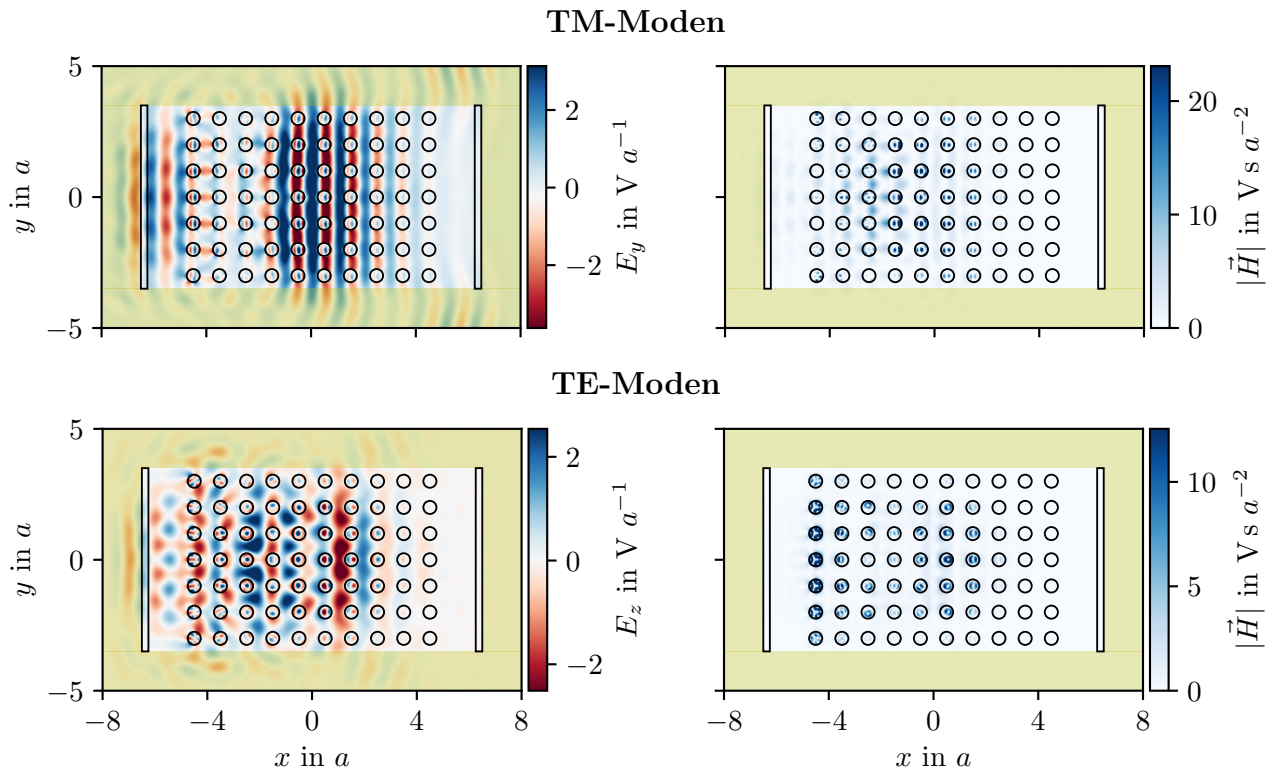 TM-Moden
5
0
−5
y in a
2
0
−2
E_y in V a⁻¹
20
10
0
|H⃗| in V s a⁻²
TE-Moden
5
0
−5
y in a
−8 −4 0 4 8
x in a
2
0
−2
E_z in V a⁻¹
−8 −4 0 4 8
x in a
10
5
0
|H⃗| in V s a⁻²